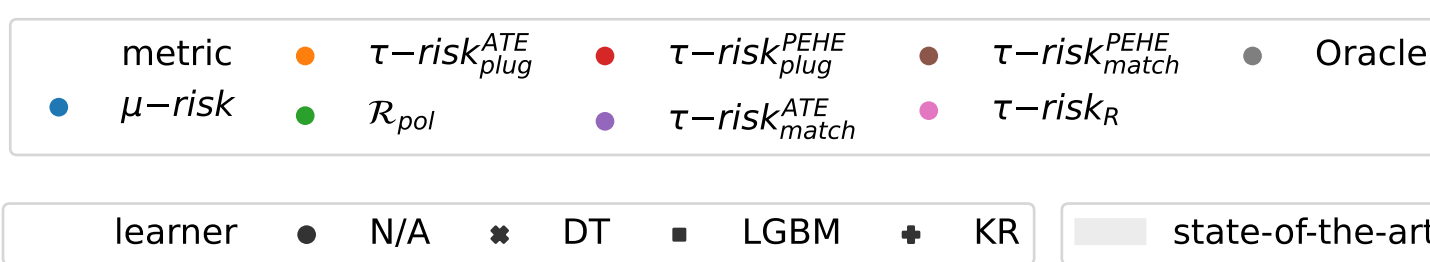 metric τ−risk^{ATE}_{plug} τ−risk^{PEHE}_{plug} τ−risk^{PEHE}_{match} Oracle
μ−risk ℛ_{pol} τ−risk^{ATE}_{match} τ−risk_{R}
learner N/A DT LGBM KR state-of-the-art